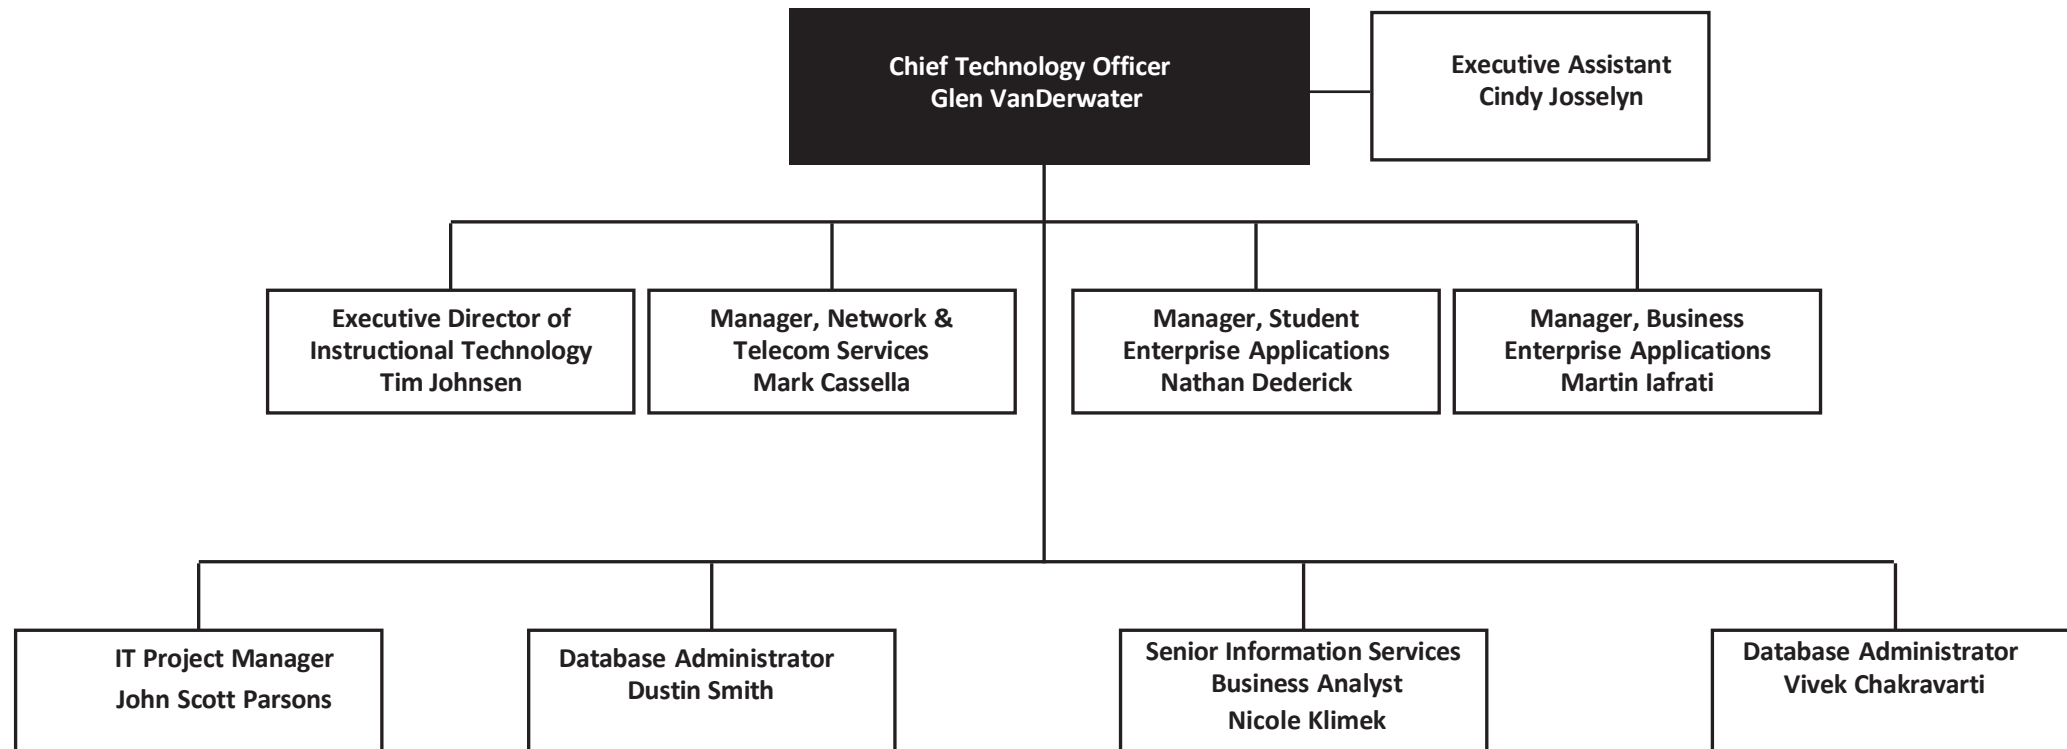 Chief Technology Officer
Glen VanDerwater
Executive Assistant
Cindy Josselyn
Executive Director of
Instructional Technology
Tim Johnsen
Manager, Network &
Telecom Services
Mark Cassella
Manager, Student
Enterprise Applications
Nathan Dederick
Manager, Business
Enterprise Applications
Martin Iafrati
IT Project Manager
John Scott Parsons
Database Administrator
Dustin Smith
Senior Information Services
Business Analyst
Nicole Klimek
Database Administrator
Vivek Chakravarti